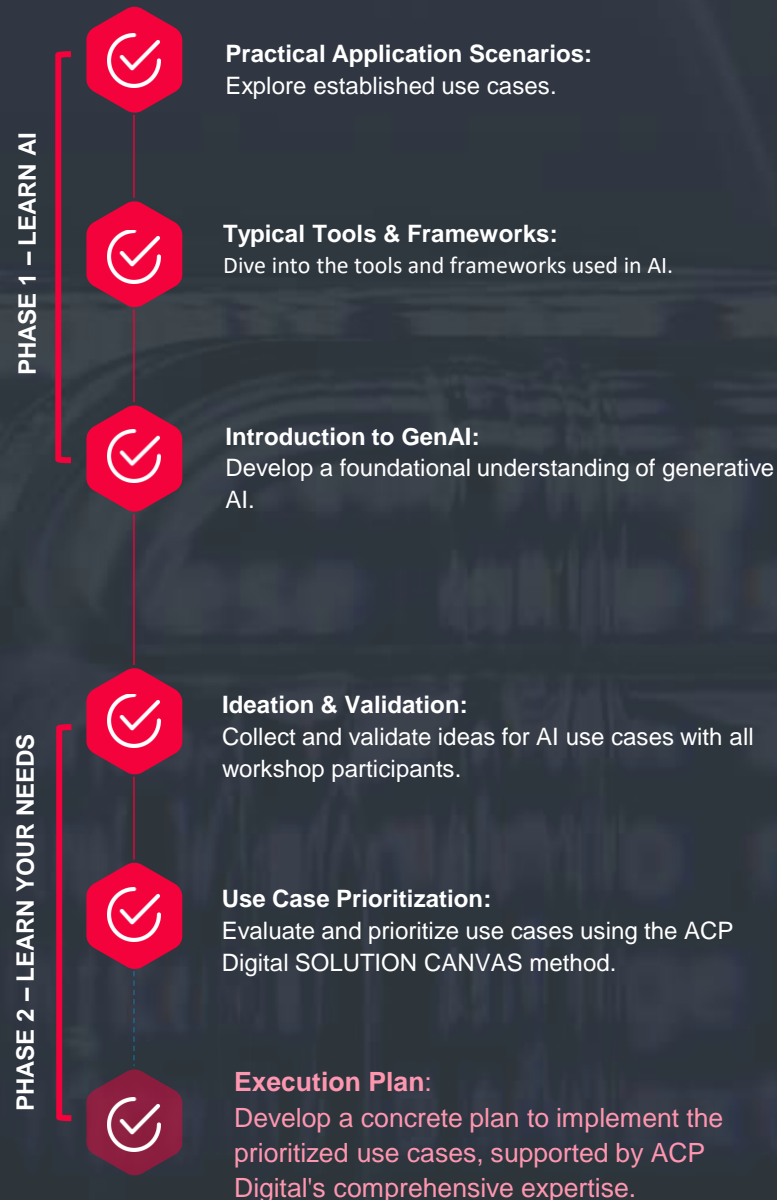 PHASE 1 – LEARN AI
Practical Application Scenarios:
Explore established use cases.
Typical Tools & Frameworks:
Dive into the tools and frameworks used in AI.
Introduction to GenAI:
Develop a foundational understanding of generative
AI.
PHASE 2 – LEARN YOUR NEEDS
Ideation & Validation:
Collect and validate ideas for AI use cases with all
workshop participants.
Use Case Prioritization:
Evaluate and prioritize use cases using the ACP
Digital SOLUTION CANVAS method.
Execution Plan:
Develop a concrete plan to implement the
prioritized use cases, supported by ACP
Digital's comprehensive expertise.